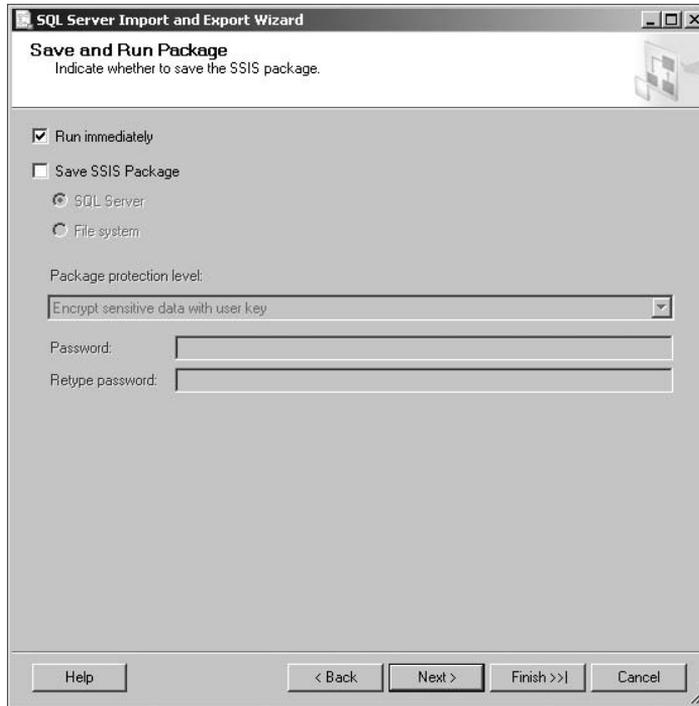 SQL Server Import and Export Wizard
Save and Run Package
Indicate whether to save the SSIS package.
Run immediately
Save SSIS Package
SQL Server
File system
Package protection level:
Encrypt sensitive data with user key
Password:
Retype password:
Help
< Back
Next >
Finish >>|
Cancel